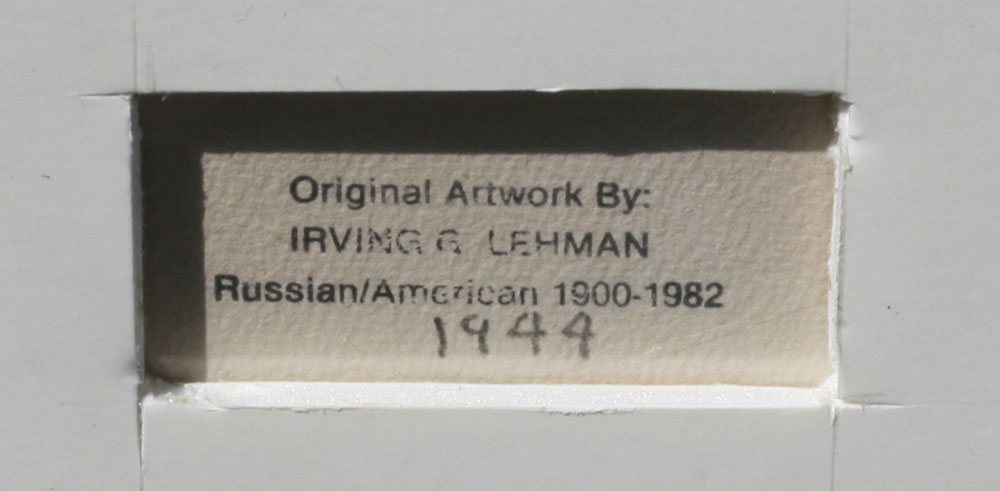 Original Artwork By:
IRVING G LEHMAN
Russian/American 1900-1982
1944